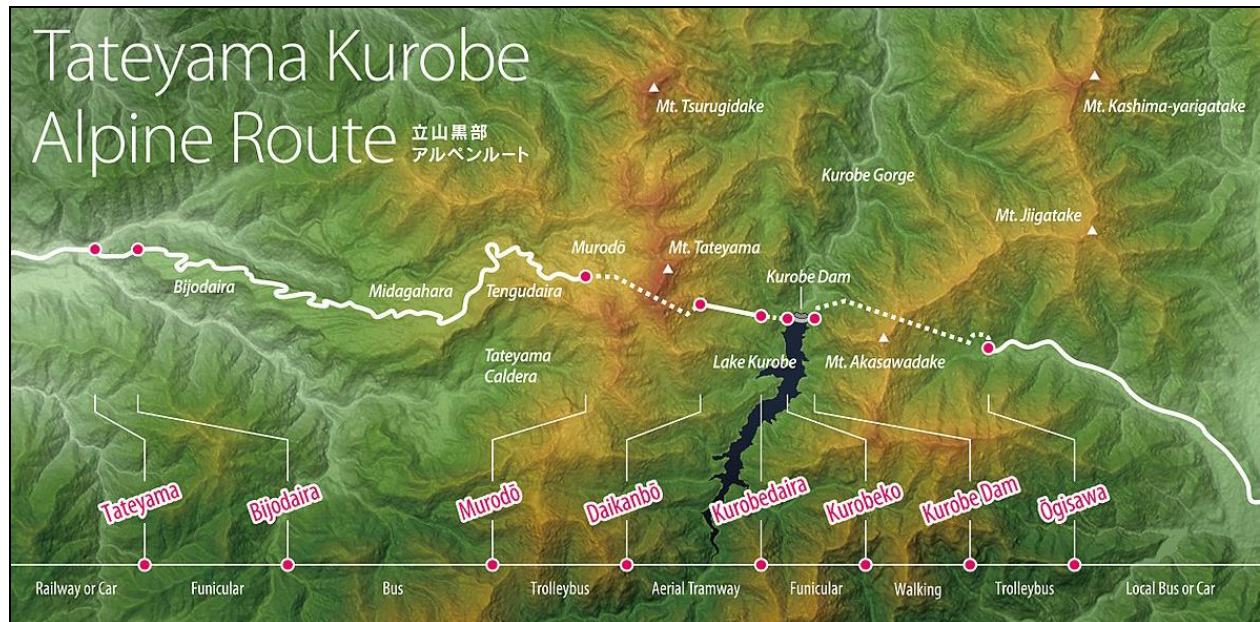 Tateyama Kurobe
Alpine Route
立山黒部
アルペンルート
Mt. Tsurugidake
Mt. Kashima-yarigatake
Kurobe Gorge
Mt. Jiigatake
Murodō
Mt. Tateyama
Kurobe Dam
Bijodaira
Midagahara
Tengudaira
Tateyama
Caldera
Lake Kurobe
Mt. Akasawadake
Tateyama
Bijodaira
Murodō
Daikanbō
Kurobedaira
Kurobeko
Kurobe Dam
Ōgisawa
Railway or Car
Funicular
Bus
Trolleybus
Aerial Tramway
Funicular
Walking
Trolleybus
Local Bus or Car